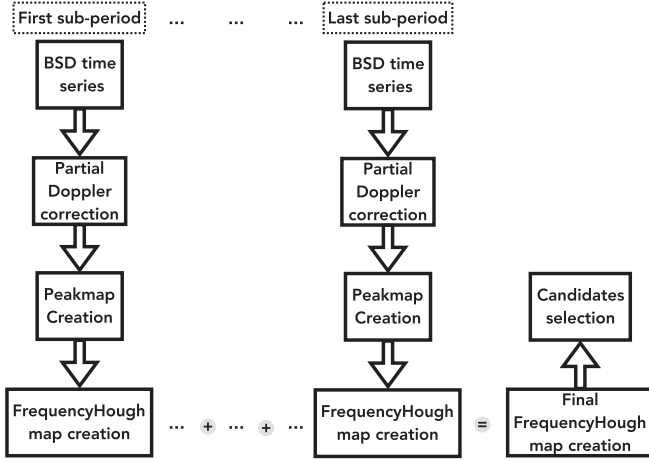 First sub-period ... ... ... Last sub-period
BSD time
series
BSD time
series
Partial
Doppler
correction
Partial
Doppler
correction
Peakmap
Creation
Peakmap
Creation
Candidates
selection
FrequencyHough
map creation
... + ... + ...
FrequencyHough
map creation
=
Final
FrequencyHough
map creation